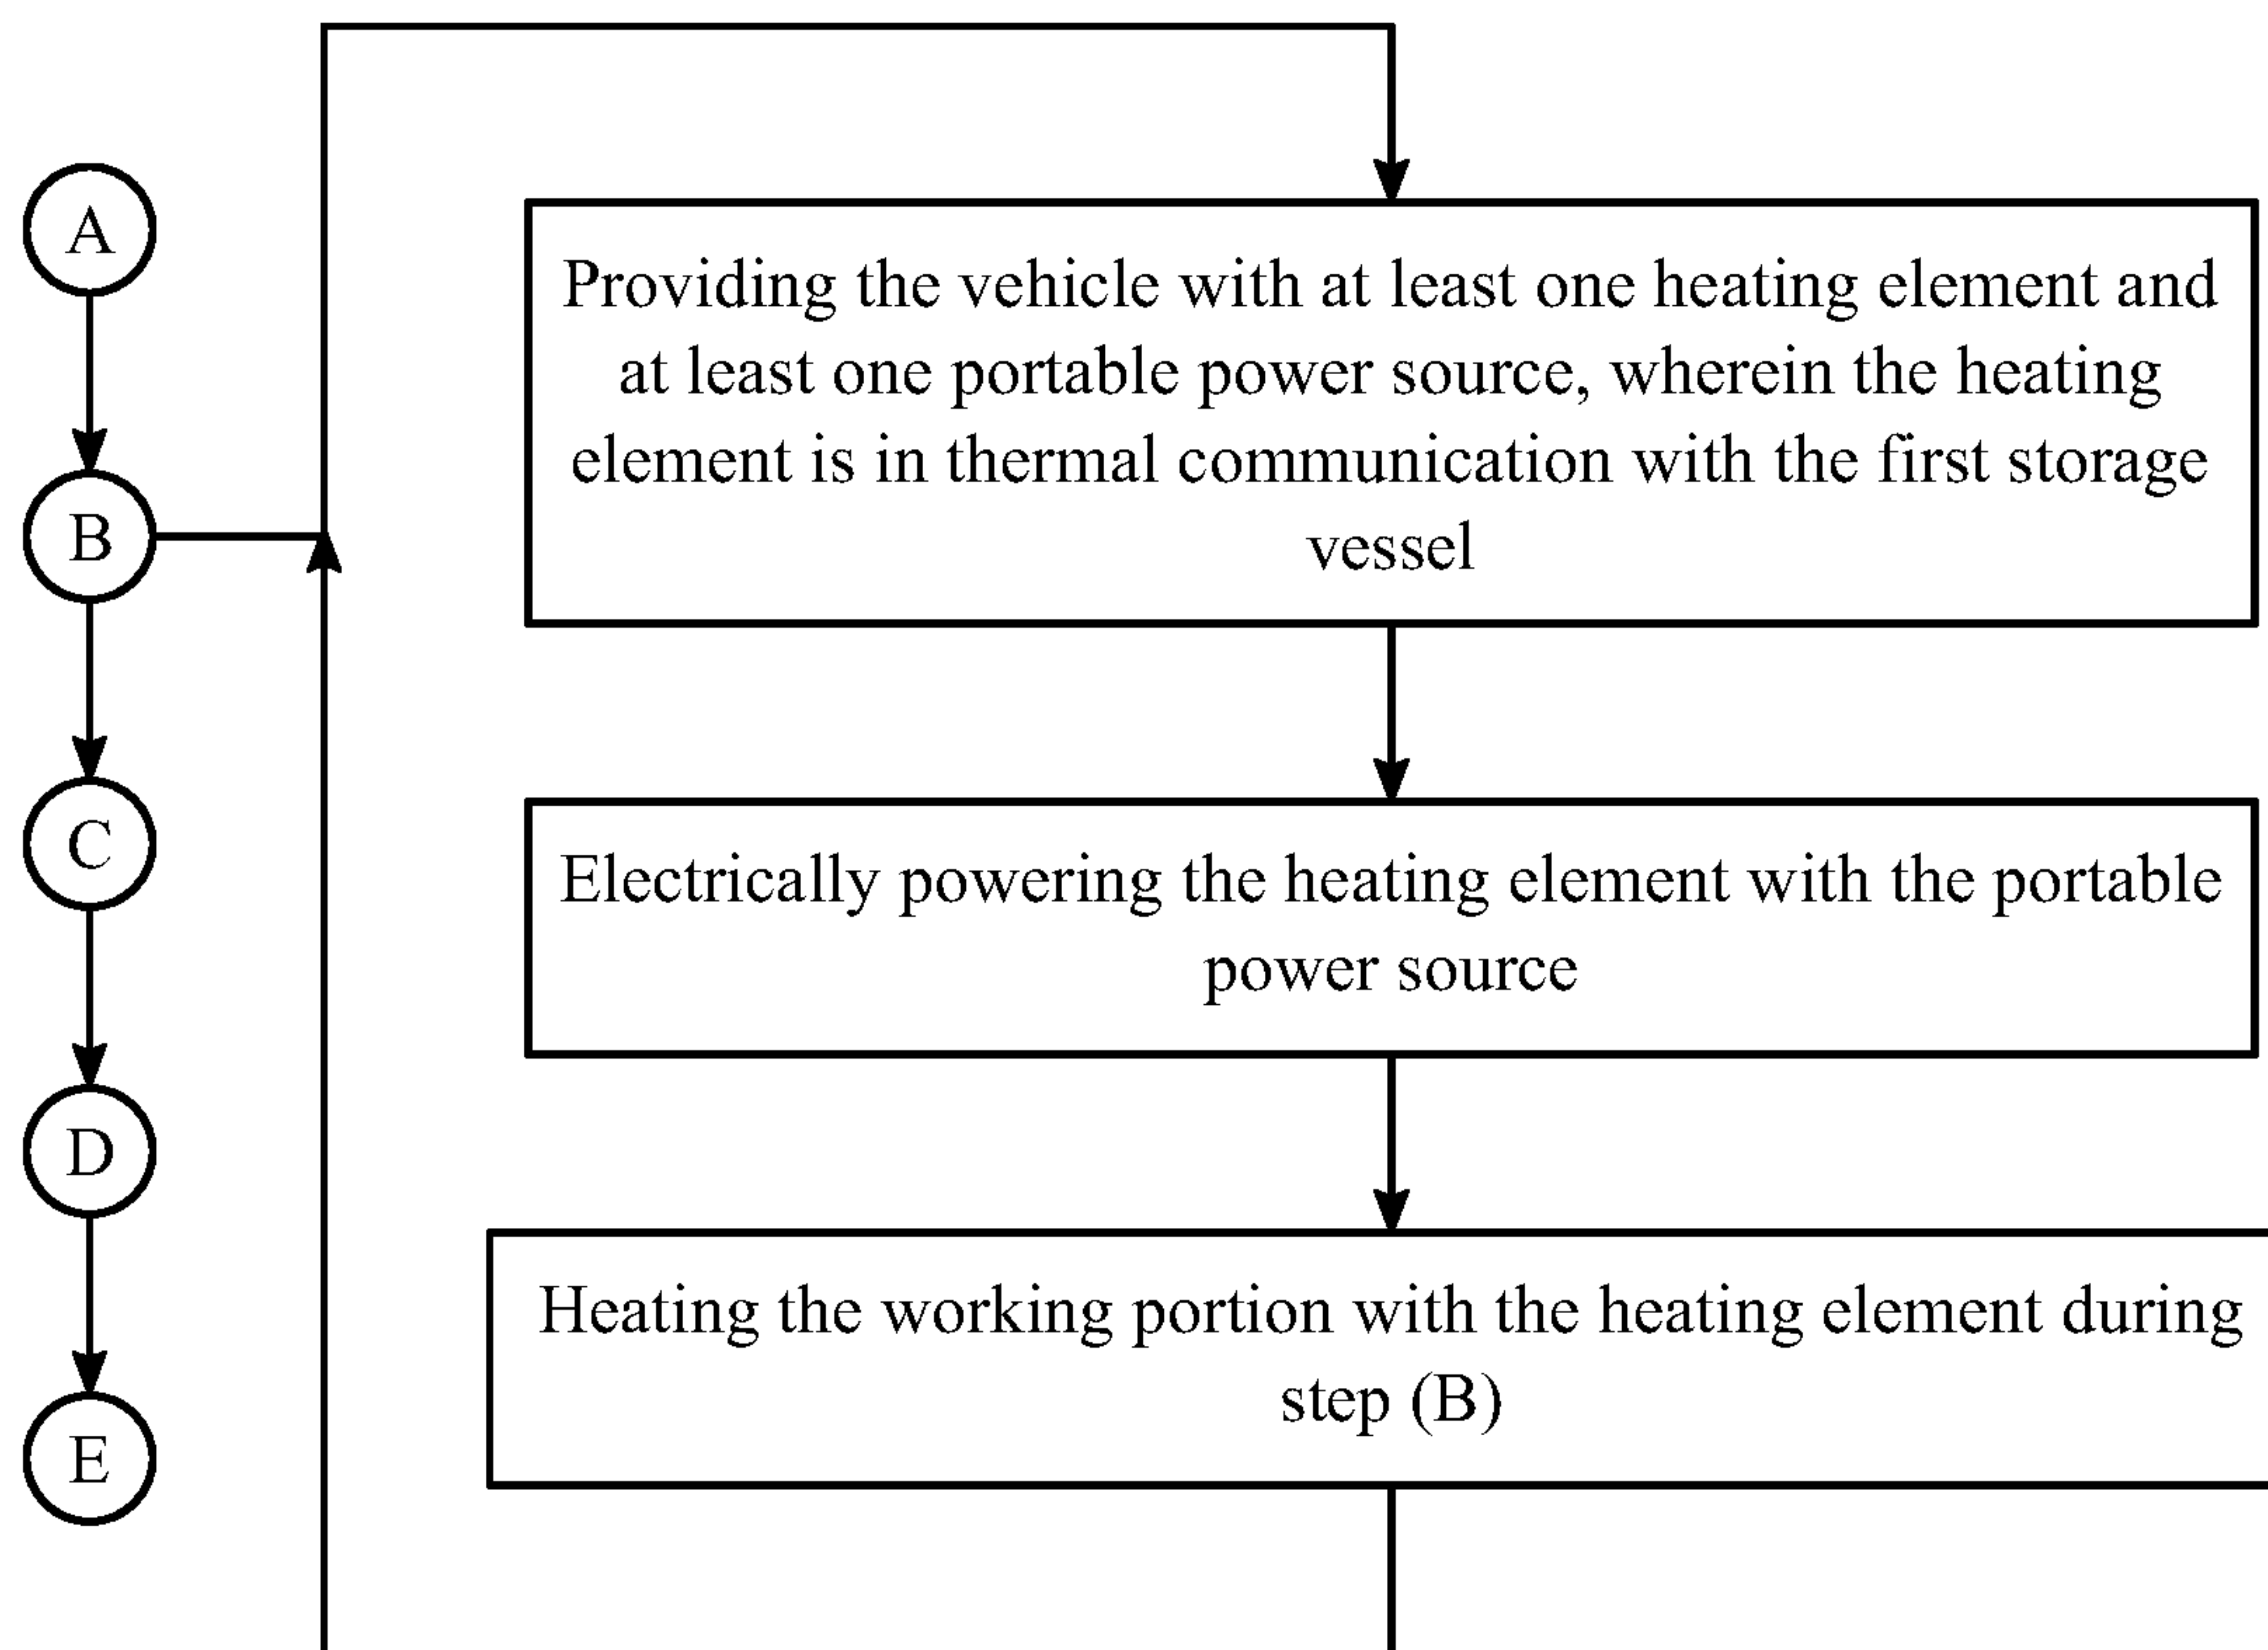 A
B
C
D
E
Providing the vehicle with at least one heating element and
at least one portable power source, wherein the heating
element is in thermal communication with the first storage
vessel
Electrically powering the heating element with the portable
power source
Heating the working portion with the heating element during
step (B)